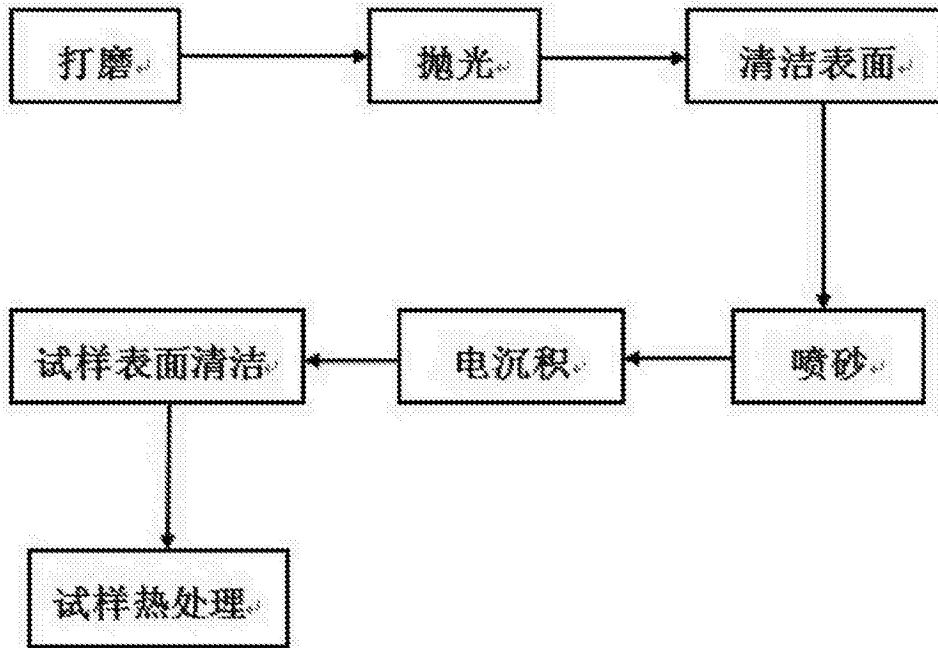 打磨
抛光
清洁表面
喷砂
电沉积
试样表面清洁
试样热处理